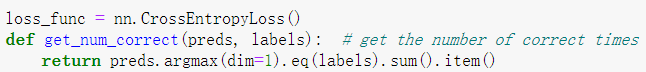 loss_func = nn.CrossEntropyLoss()
def get_num_correct(preds, labels):  # get the number of correct times
    return preds.argmax(dim=1).eq(labels).sum().item()